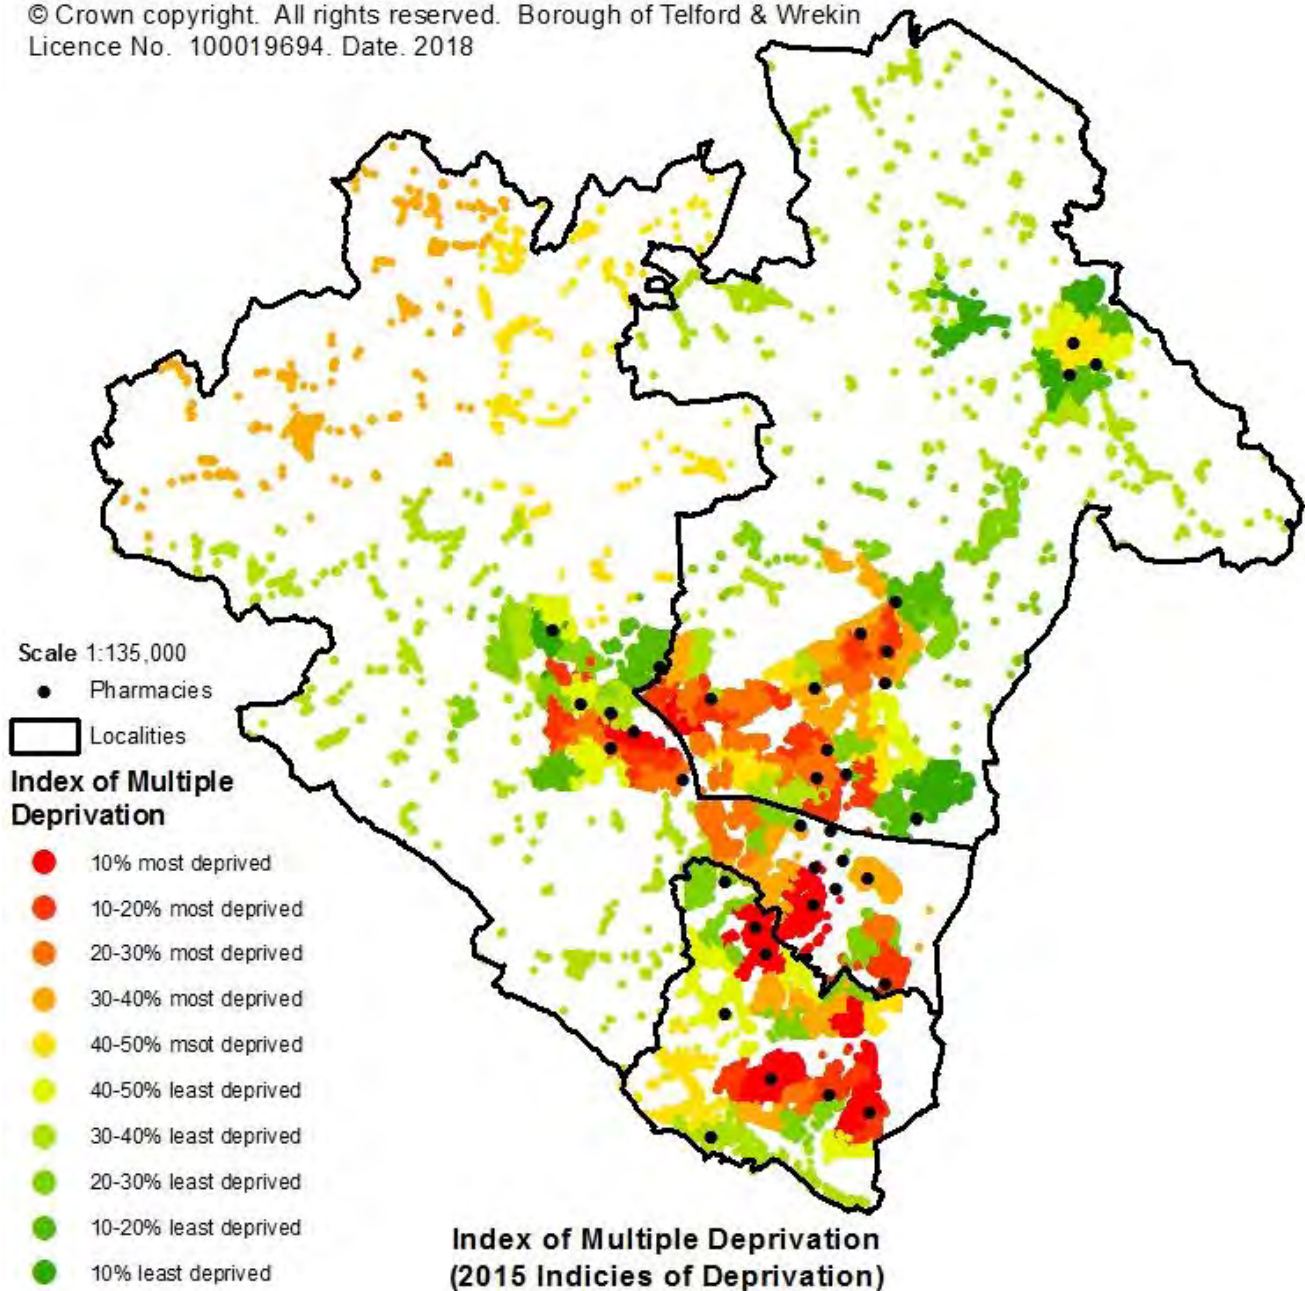 © Crown copyright. All rights reserved. Borough of Telford & Wrekin
Licence No. 100019694. Date. 2018
Scale 1:135,000
Pharmacies
Localities
Index of Multiple
Deprivation
10% most deprived
10-20% most deprived
20-30% most deprived
30-40% most deprived
40-50% msot deprived
40-50% least deprived
30-40% least deprived
20-30% least deprived
10-20% least deprived
10% least deprived
Index of Multiple Deprivation
(2015 Indicies of Deprivation)